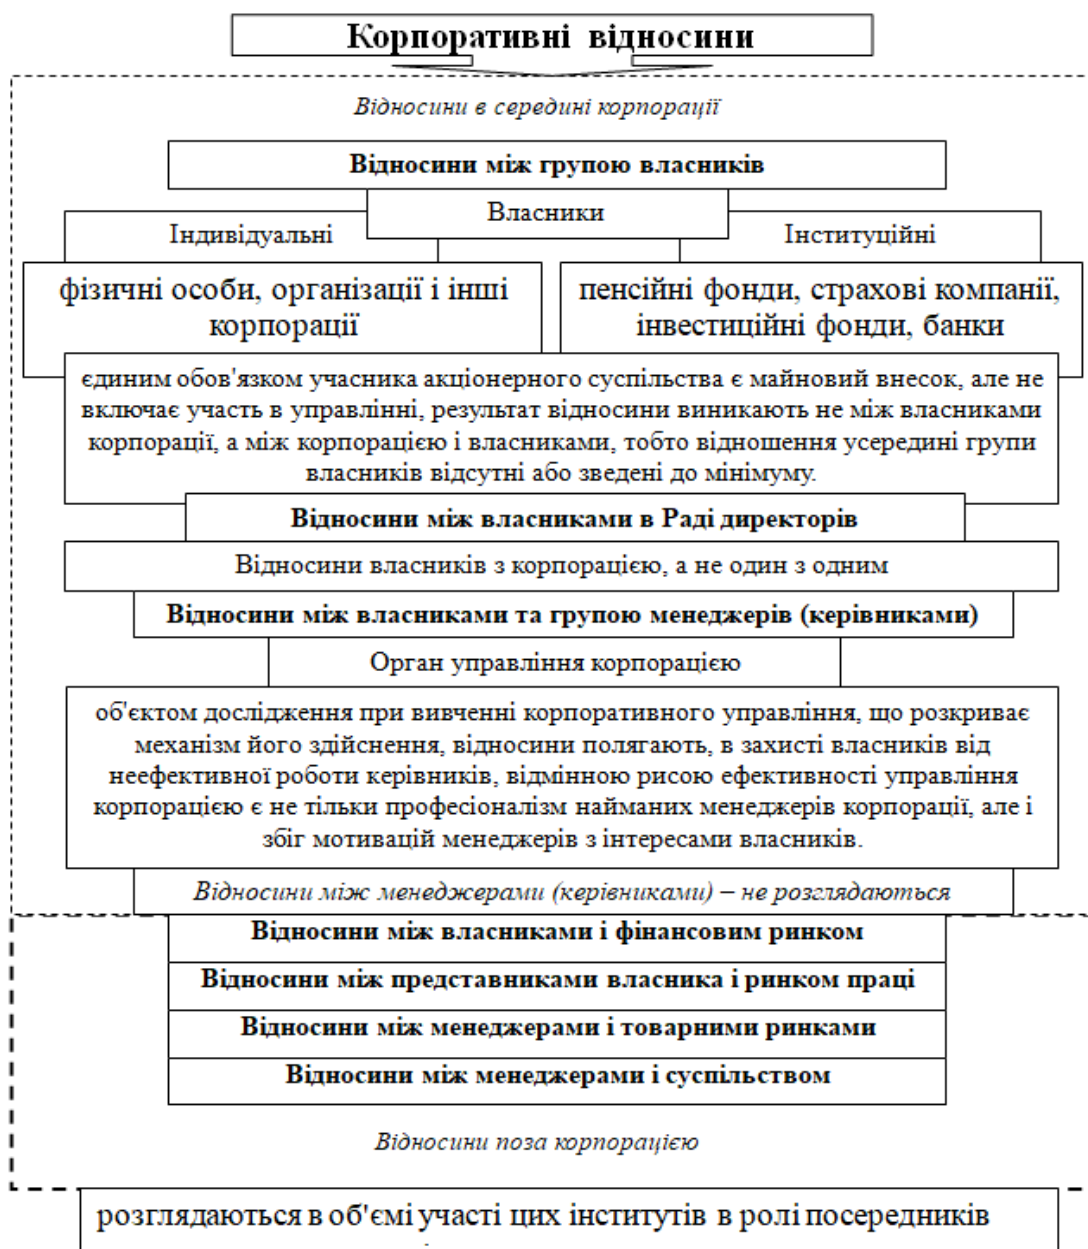 Корпоративні відносини
Відносини в середині корпорації
Відносини між групою власників
Власники
Індивідуальні
Інституційні
фізичні особи, організації і інші
корпорації
пенсійні фонди, страхові компанії,
інвестиційні фонди, банки
єдиним обов'язком учасника акціонерного суспільства є майновий внесок, але не
включає участь в управлінні, результат відносини виникають не між власниками
корпорації, а між корпорацією і власниками, тобто відношення усередині групи
власників відсутні або зведені до мінімуму.
Відносини між власниками в Раді директорів
Відносини власників з корпорацією, а не один з одним
Відносини між власниками та групою менеджерів (керівниками)
Орган управління корпорацією
об'єктом дослідження при вивченні корпоративного управління, що розкриває
механізм його здійснення, відносини полягають, в захисті власників від
неефективної роботи керівників, відмінною рисою ефективності управління
корпорацією є не тільки професіоналізм найманих менеджерів корпорації, але і
збіг мотивацій менеджерів з інтересами власників.
Відносини між менеджерами (керівниками) – не розглядаються
Відносини між власниками і фінансовим ринком
Відносини між представниками власника і ринком праці
Відносини між менеджерами і товарними ринками
Відносини між менеджерами і суспільством
Відносини поза корпорацією
розглядаються в об'ємі участі цих інститутів в ролі посередників